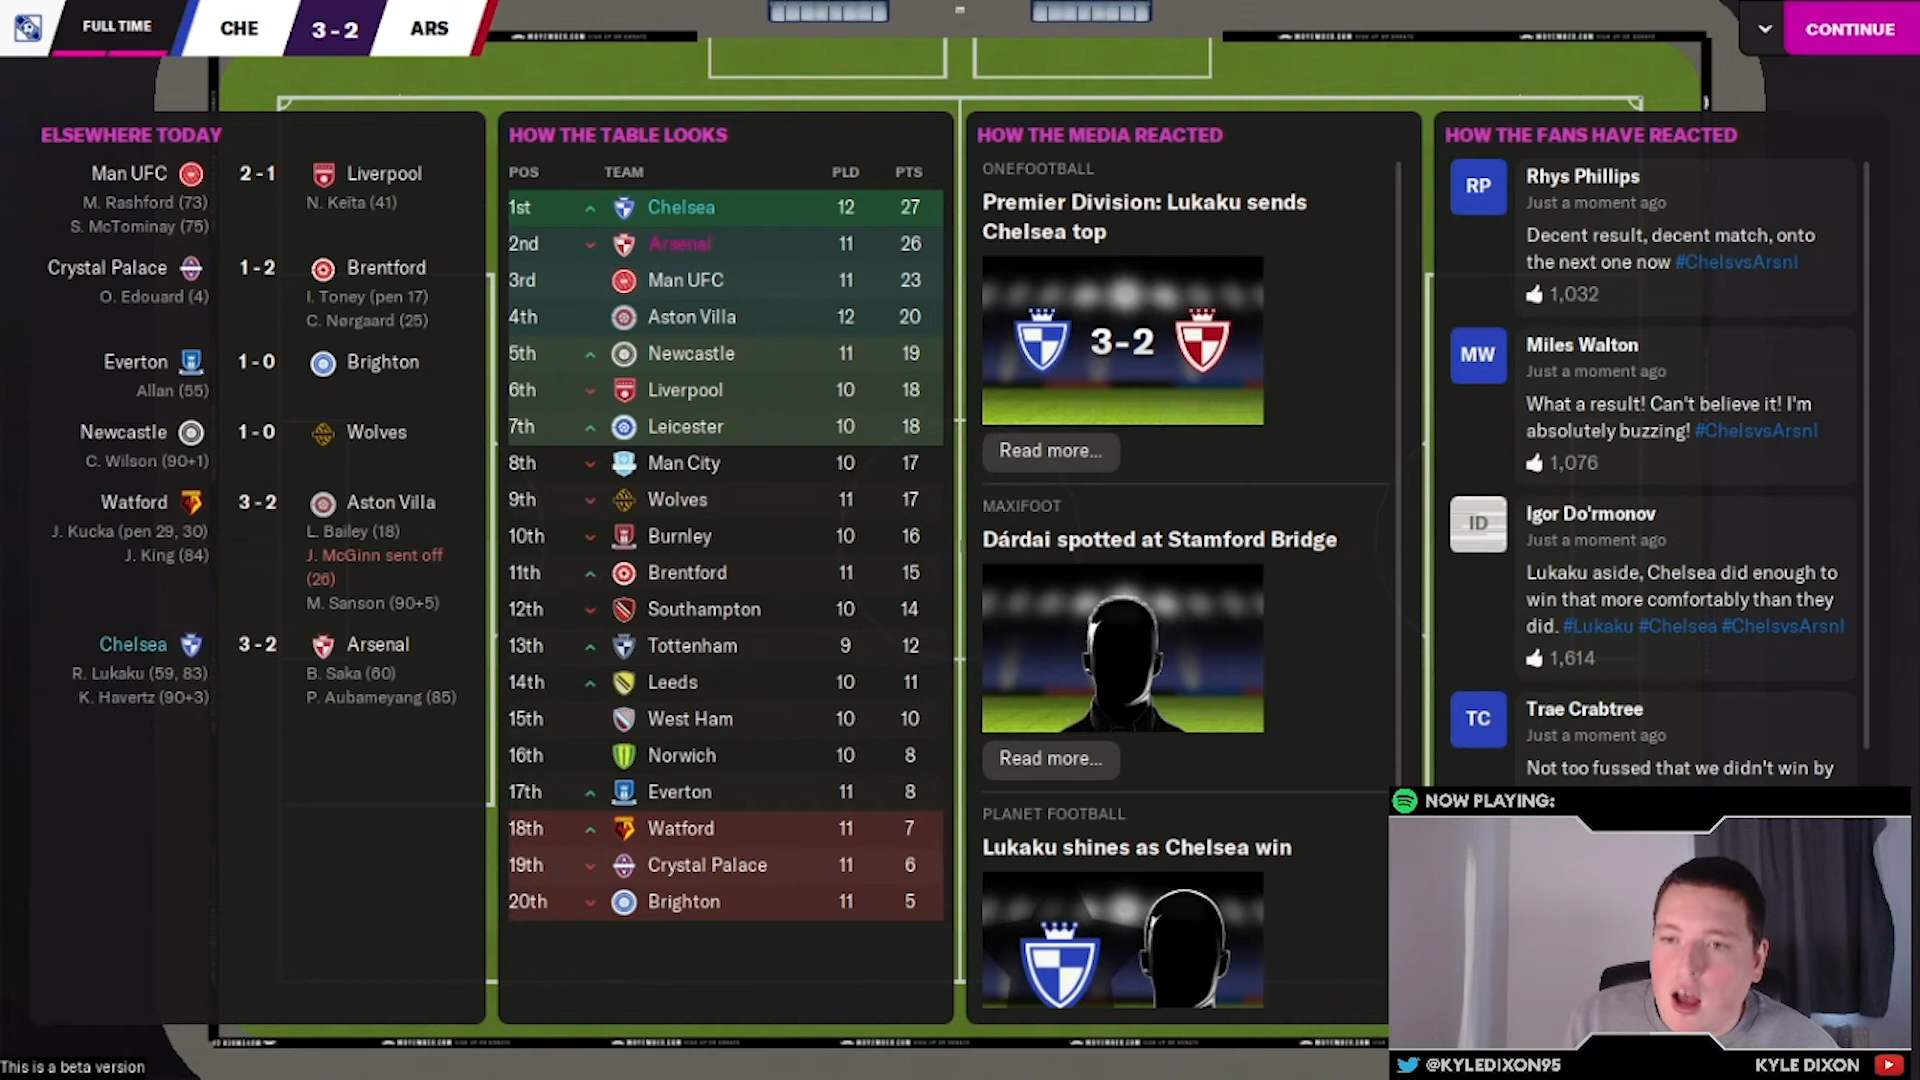 FULL TIME
CHE
3 - 2
ARS
CONTINUE
MOVEMBER.COM
MOVEMBER.COM
MOVEMBER.COM
ELSEWHERE TODAY
Man UFC 2 - 1 Liverpool
M. Rashford (73)
S. McTominay (75)
N. Keïta (41)
Crystal Palace 1 - 2 Brentford
O. Edouard (4)
I. Toney (pen 17)
C. Nørgaard (25)
Everton 1 - 0 Brighton
Allan (55)
Newcastle 1 - 0 Wolves
C. Wilson (90+1)
Watford 3 - 2 Aston Villa
J. Kucka (pen 29, 30)
J. King (84)
L. Bailey (18)
J. McGinn sent off
(26)
M. Sanson (90+5)
Chelsea 3 - 2 Arsenal
R. Lukaku (59, 83)
K. Havertz (90+3)
B. Saka (60)
P. Aubameyang (85)
HOW THE TABLE LOOKS
POS TEAM PLD PTS
1st Chelsea 12 27
2nd Arsenal 11 26
3rd Man UFC 11 23
4th Aston Villa 12 20
5th Newcastle 11 19
6th Liverpool 10 18
7th Leicester 10 18
8th Man City 10 17
9th Wolves 11 17
10th Burnley 10 16
11th Brentford 11 15
12th Southampton 10 14
13th Tottenham 9 12
14th Leeds 10 11
15th West Ham 10 10
16th Norwich 10 8
17th Everton 11 8
18th Watford 11 7
19th Crystal Palace 11 6
20th Brighton 11 5
HOW THE MEDIA REACTED
ONEFOOTBALL
Premier Division: Lukaku sends
Chelsea top
3 - 2
Read more...
MAXIFOOT
Dárdai spotted at Stamford Bridge
Read more...
PLANET FOOTBALL
Lukaku shines as Chelsea win
HOW THE FANS HAVE REACTED
RP
Rhys Phillips
Just a moment ago
Decent result, decent match, onto
the next one now #ChelsvsArsnl
1,032
MW
Miles Walton
Just a moment ago
What a result! Can't believe it! I'm
absolutely buzzing! #ChelsvsArsnl
1,076
ID
Igor Do'rmonov
Just a moment ago
Lukaku aside, Chelsea did enough to
win that more comfortably than they
did. #Lukaku #Chelsea #ChelsvsArsnl
1,614
TC
Trae Crabtree
Just a moment ago
Not too fussed that we didn't win by
NOW PLAYING:
@KYLEDIXON95
KYLE DIXON
This is a beta version